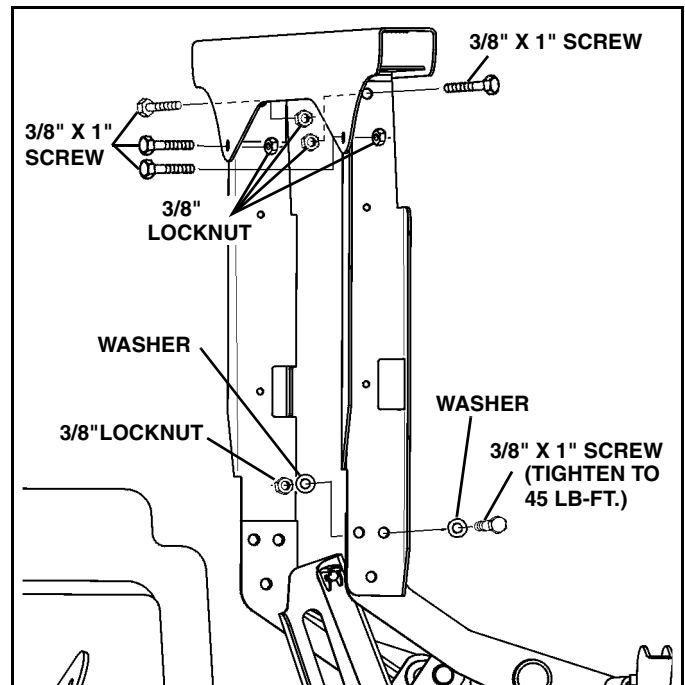 3/8" X 1" SCREW
3/8" X 1"
SCREW
3/8"
LOCKNUT
WASHER
3/8"LOCKNUT
WASHER
3/8" X 1" SCREW
(TIGHTEN TO
45 LB-FT.)